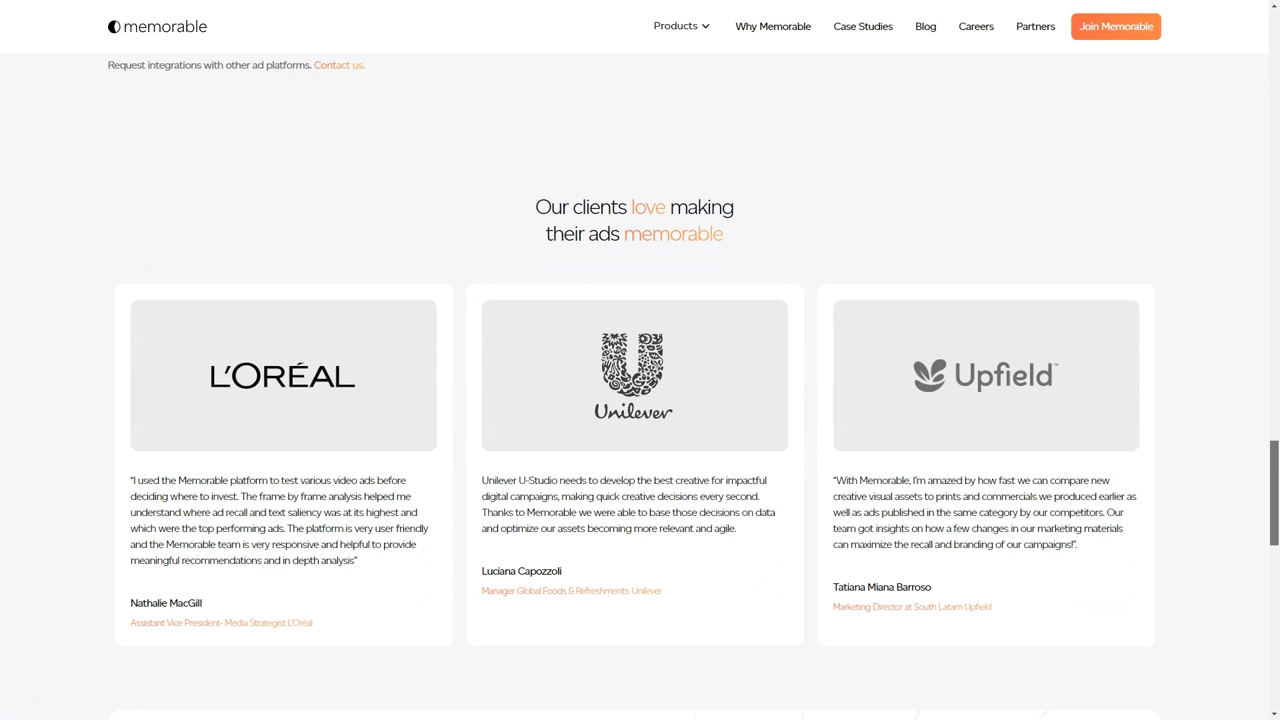 memorable
Products
Why Memorable
Case Studies
Blog
Careers
Partners
Join Memorable
Request integrations with other ad platforms. Contact us.
Our clients love making
their ads memorable
L'ORÉAL
"I used the Memorable platform to test various video ads before
deciding where to invest. The frame by frame analysis helped me
understand where ad recall and text saliency was at its highest and
which were the top performing ads. The platform is very user friendly
and the Memorable team is very responsive and helpful to provide
meaningful recommendations and in depth analysis"
Nathalie MacGill
Assistant Vice President- Media Strategist L'Oréal
Unilever
Unilever U-Studio needs to develop the best creative for impactful
digital campaigns, making quick creative decisions every second.
Thanks to Memorable we were able to base those decisions on data
and optimize our assets becoming more relevant and agile.
Luciana Capozzoli
Manager Global Foods & Refreshments· Unilever
Upfield™
"With Memorable, I'm amazed by how fast we can compare new
creative visual assets to prints and commercials we produced earlier as
well as ads published in the same category by our competitors. Our
team got insights on how a few changes in our marketing materials
can maximize the recall and branding of our campaigns!".
Tatiana Miana Barroso
Marketing Director at South Latam Upfield